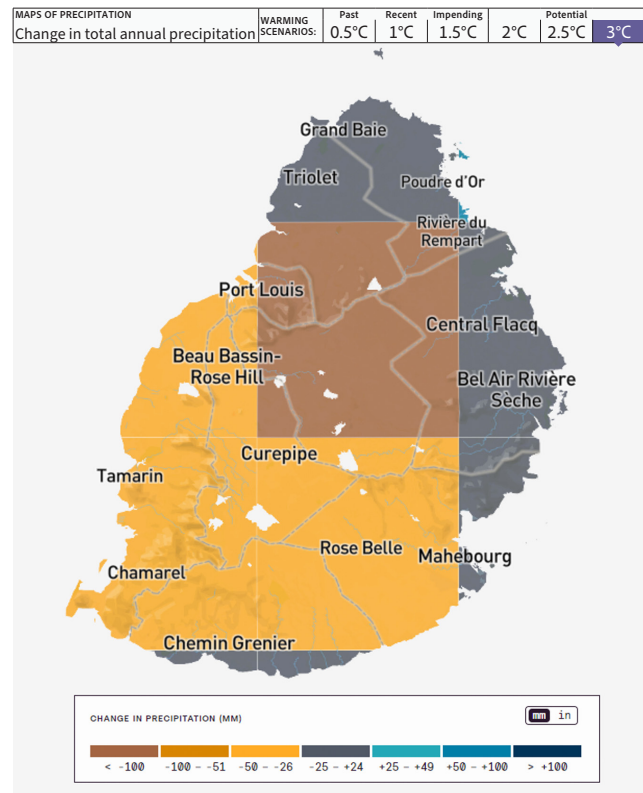 MAPS OF PRECIPITATION
Change in total annual precipitation
WARMING
SCENARIOS:
Past
0.5°C
Recent
1°C
Impending
1.5°C
Potential
2°C
2.5°C
3°C
Grand Baie
Triolet
Poudre d'Or
Rivière du
Rempart
Port Louis
Central Flacq
Beau Bassin-
Rose Hill
Bel Air Rivière
Sèche
Curepipe
Tamarin
Rose Belle
Mahebourg
Chamarel
Chemin Grenier
CHANGE IN PRECIPITATION (MM)
mm in
< -100
-100 – -51
-50 – -26
-25 – +24
+25 – +49
+50 – +100
> +100